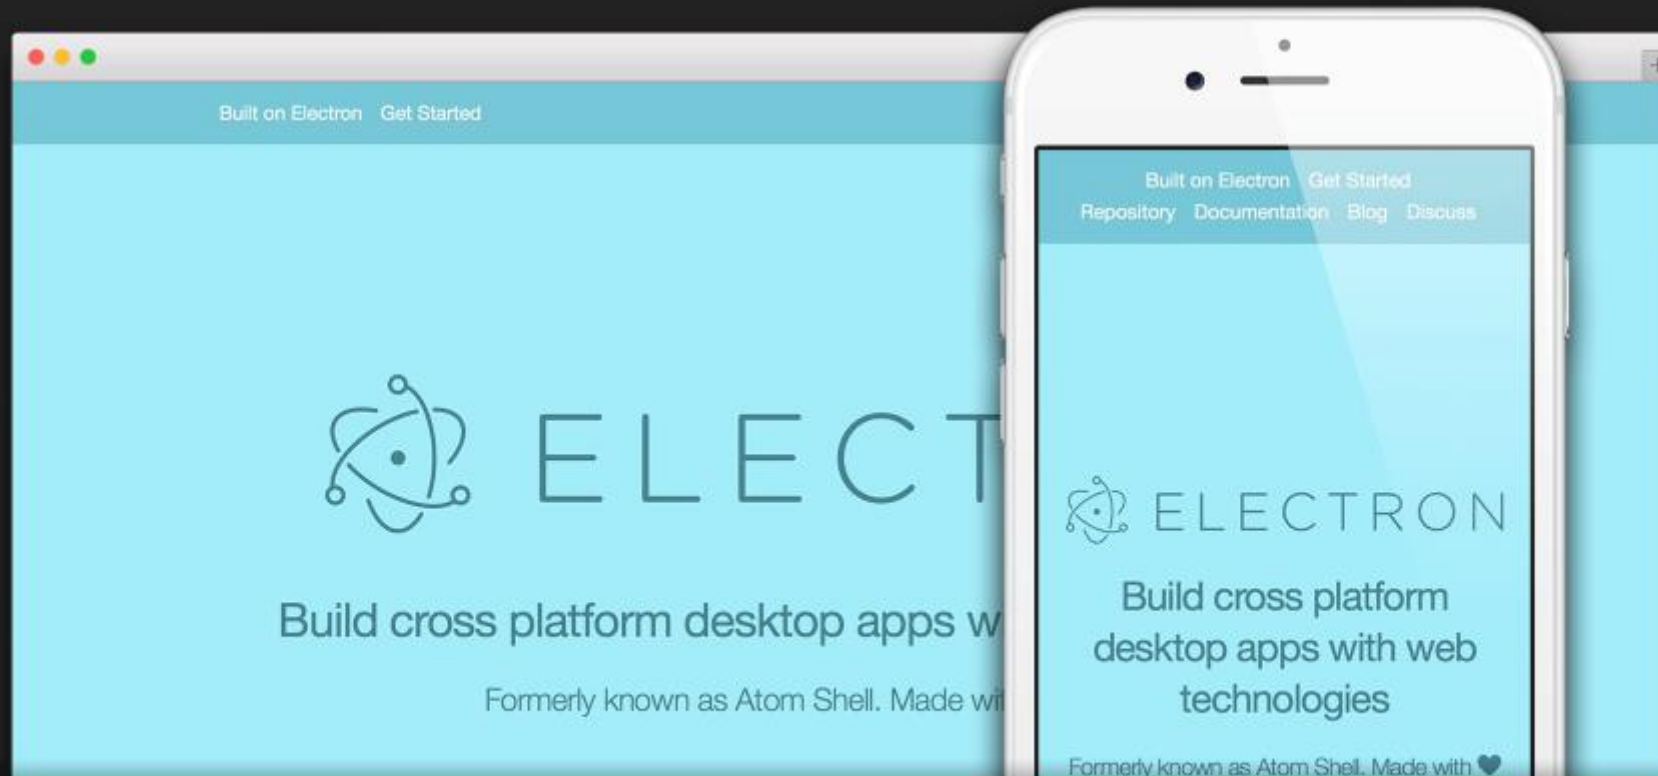 Built on Electron Get Started
ELECT
Build cross platform desktop apps w
Formerly known as Atom Shell. Made wit
Built on Electron Get Started
Repository Documentation Blog Discuss
ELECTRON
Build cross platform
desktop apps with web
technologies
Formerly known as Atom Shell. Made with ♥